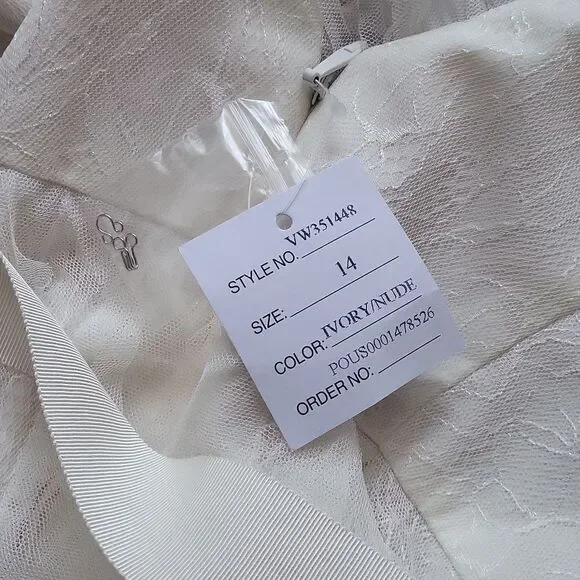 STYLE NO. VW351448
SIZE: 14
COLOR: IVORY/NUDE
POUS0001478526
ORDER NO: